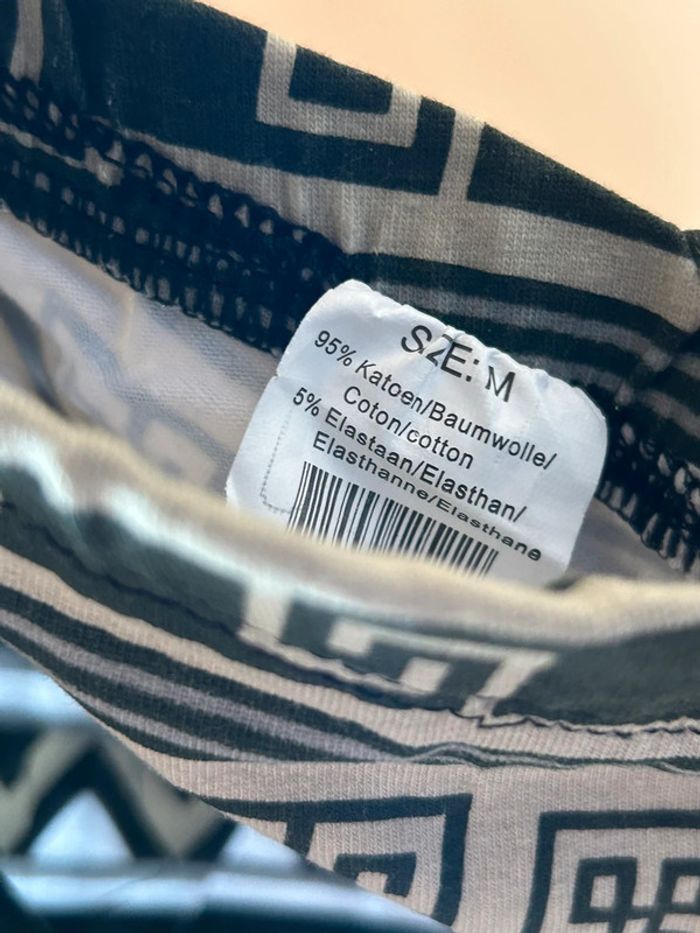 SIZE: M
95% Katoen/Baumwolle/
Coton/cotton
5% Elastaan/Elasthan/
Elasthanne/Elasthane